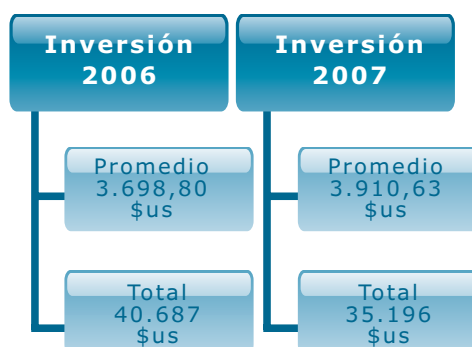 Inversión
2006
Promedio
3.698,80
$us
Total
40.687
$us
Inversión
2007
Promedio
3.910,63
$us
Total
35.196
$us